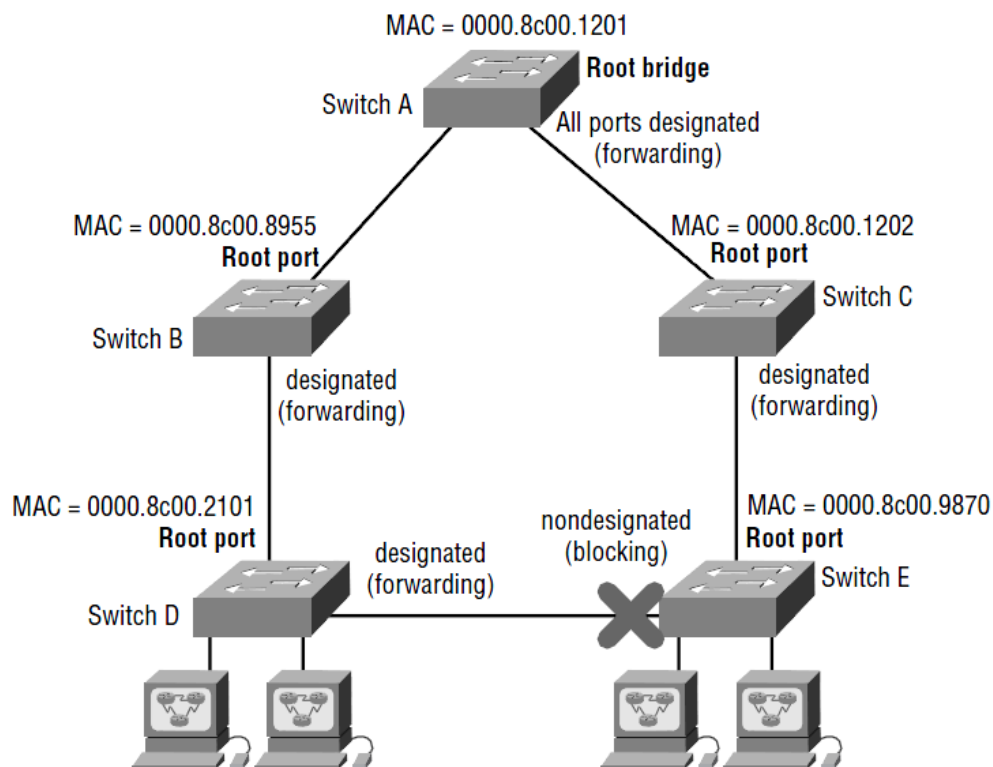 MAC = 0000.8c00.1201
Root bridge
Switch A
All ports designated
(forwarding)
MAC = 0000.8c00.8955
Root port
MAC = 0000.8c00.1202
Root port
Switch B
Switch C
designated
(forwarding)
designated
(forwarding)
MAC = 0000.8c00.2101
Root port
designated
(forwarding)
nondesignated
(blocking)
MAC = 0000.8c00.9870
Root port
Switch D
Switch E